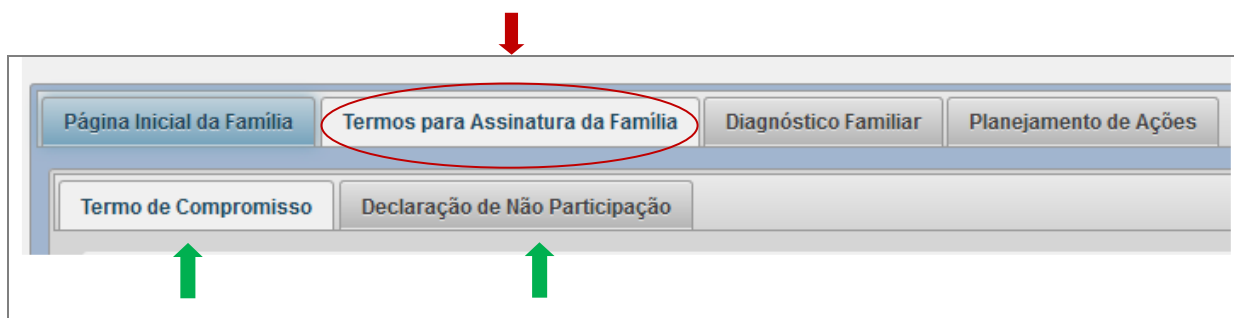 Página Inicial da Família Termos para Assinatura da Família Diagnóstico Familiar Planejamento de Ações
Termo de Compromisso Declaração de Não Participação